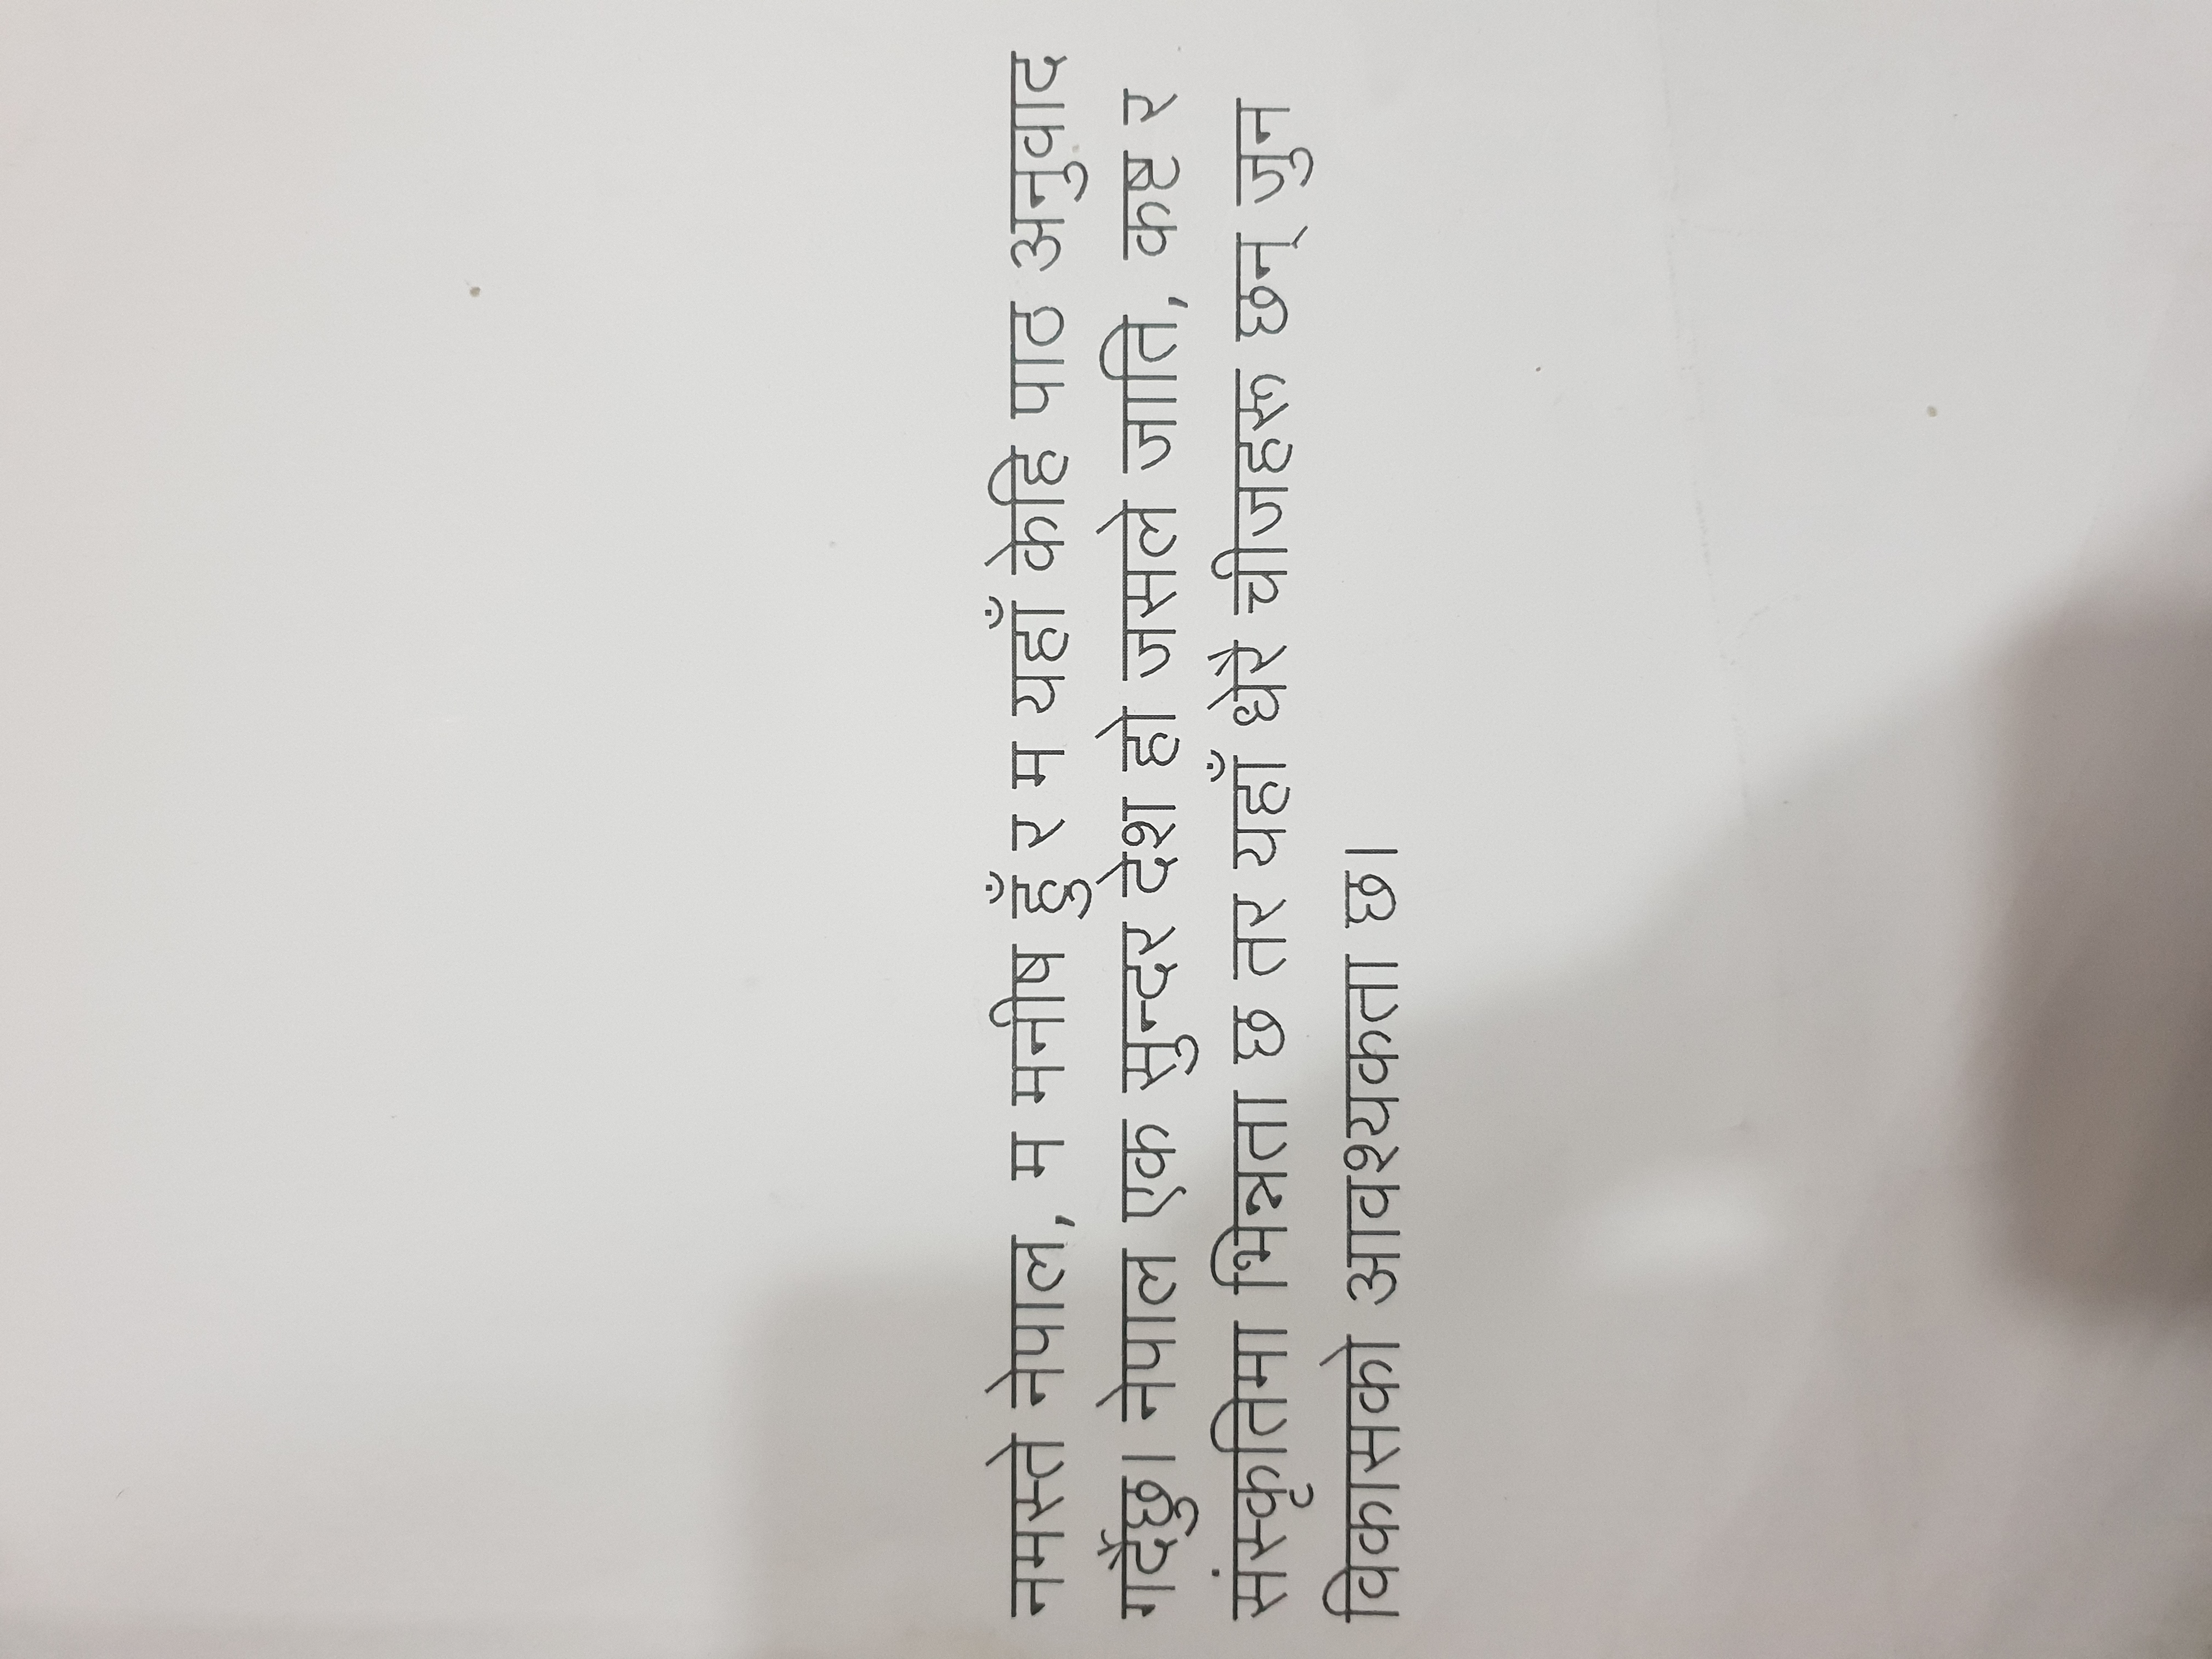 नमस्ते नेपाल, म मनीष हुँ र म यहाँ केहि पाठ अनुवाद
गर्दैछु। नेपाल एक सुन्दर देश हो जसले जाति, कष्ट र
संस्कृतिमा भिन्नता छ तर यहाँ धेरै चीजहरू छन् जुन
विकासको आवश्यकता छ।